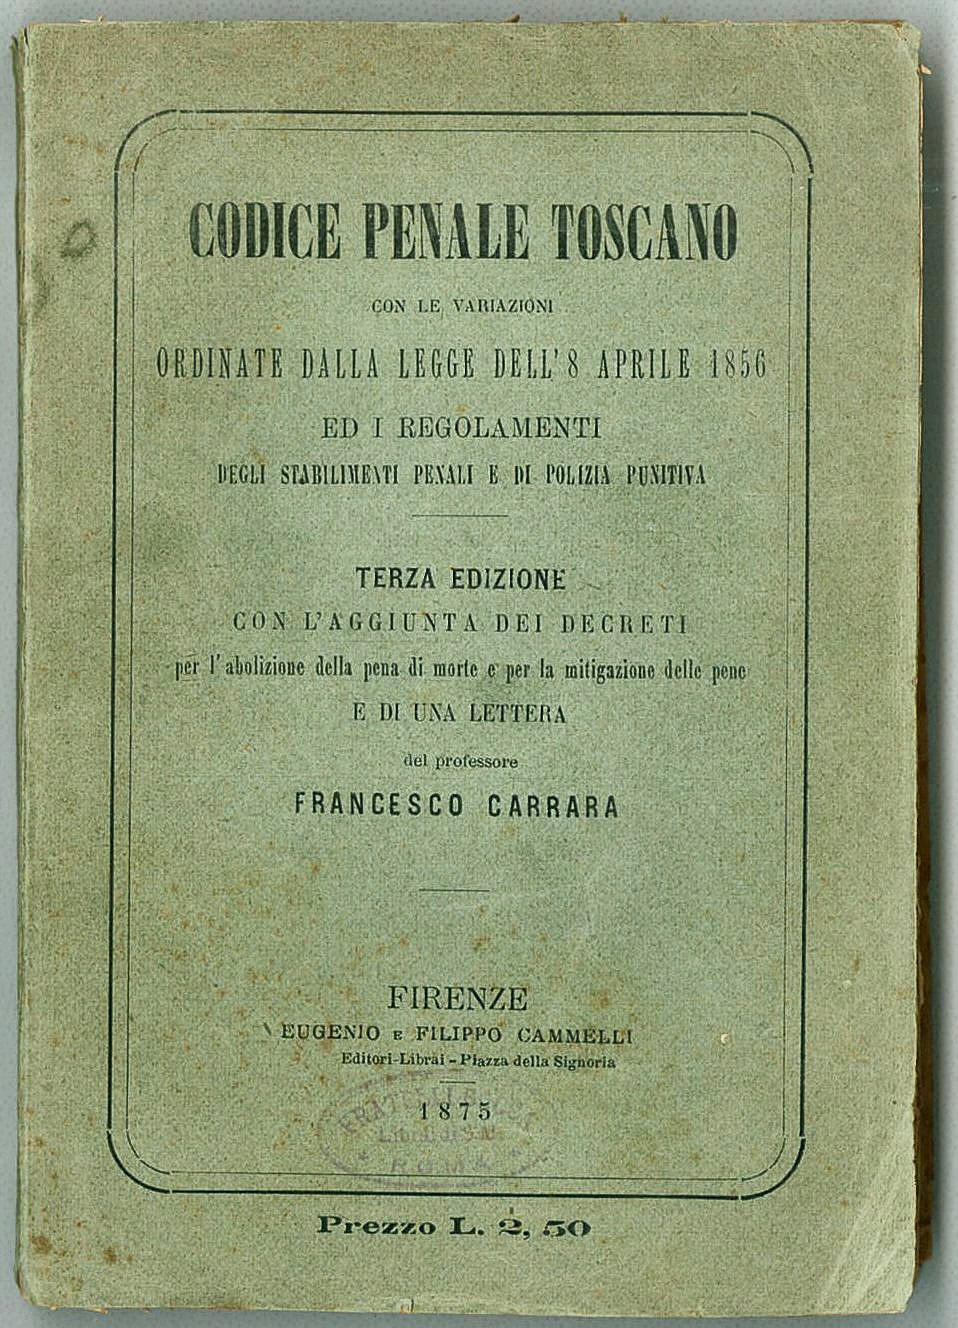 CODICE PENALE TOSCANO
CON LE VARIAZIONI
ORDINATE DALLA LEGGE DELL'8 APRILE 1856
ED I REGOLAMENTI
DEGLI STABILIMENTI PENALI E DI POLIZIA PUNITIVA
TERZA EDIZIONE
CON L'AGGIUNTA DEI DECRETI
per l'abolizione della pena di morte e per la mitigazione delle pene
E DI UNA LETTERA
del professore
FRANCESCO CARRARA
FIRENZE
EUGENIO E FILIPPO CAMMELLI
Editori-Librai - Piazza della Signoria
1875
ROMA
Prezzo L. 2, 50